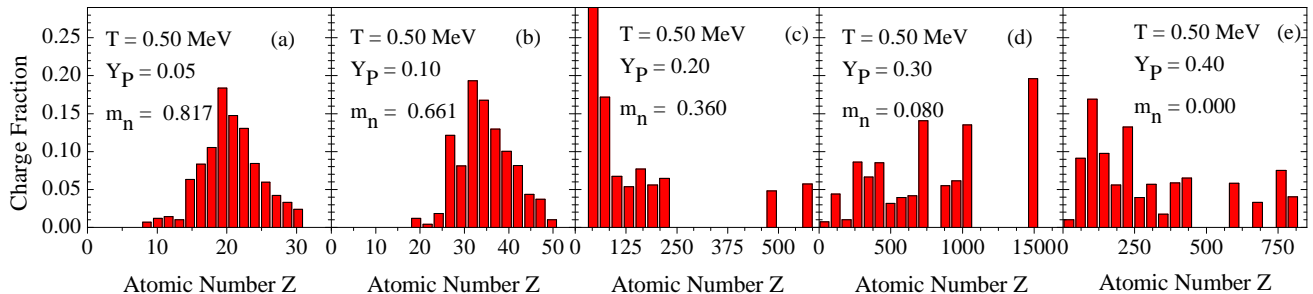 Charge Fraction
0.25
0.20
0.15
0.10
0.05
0.00
T = 0.50 MeV (a)
Y_P = 0.05
m_n = 0.817
0 10 20 30
Atomic Number Z
T = 0.50 MeV (b)
Y_P = 0.10
m_n = 0.661
0 10 20 30 40 50
Atomic Number Z
T = 0.50 MeV (c)
Y_P = 0.20
m_n = 0.360
0 125 250 375 500
Atomic Number Z
T = 0.50 MeV (d)
Y_P = 0.30
m_n = 0.080
0 500 1000 1500
Atomic Number Z
T = 0.50 MeV (e)
Y_P = 0.40
m_n = 0.000
0 250 500 750
Atomic Number Z